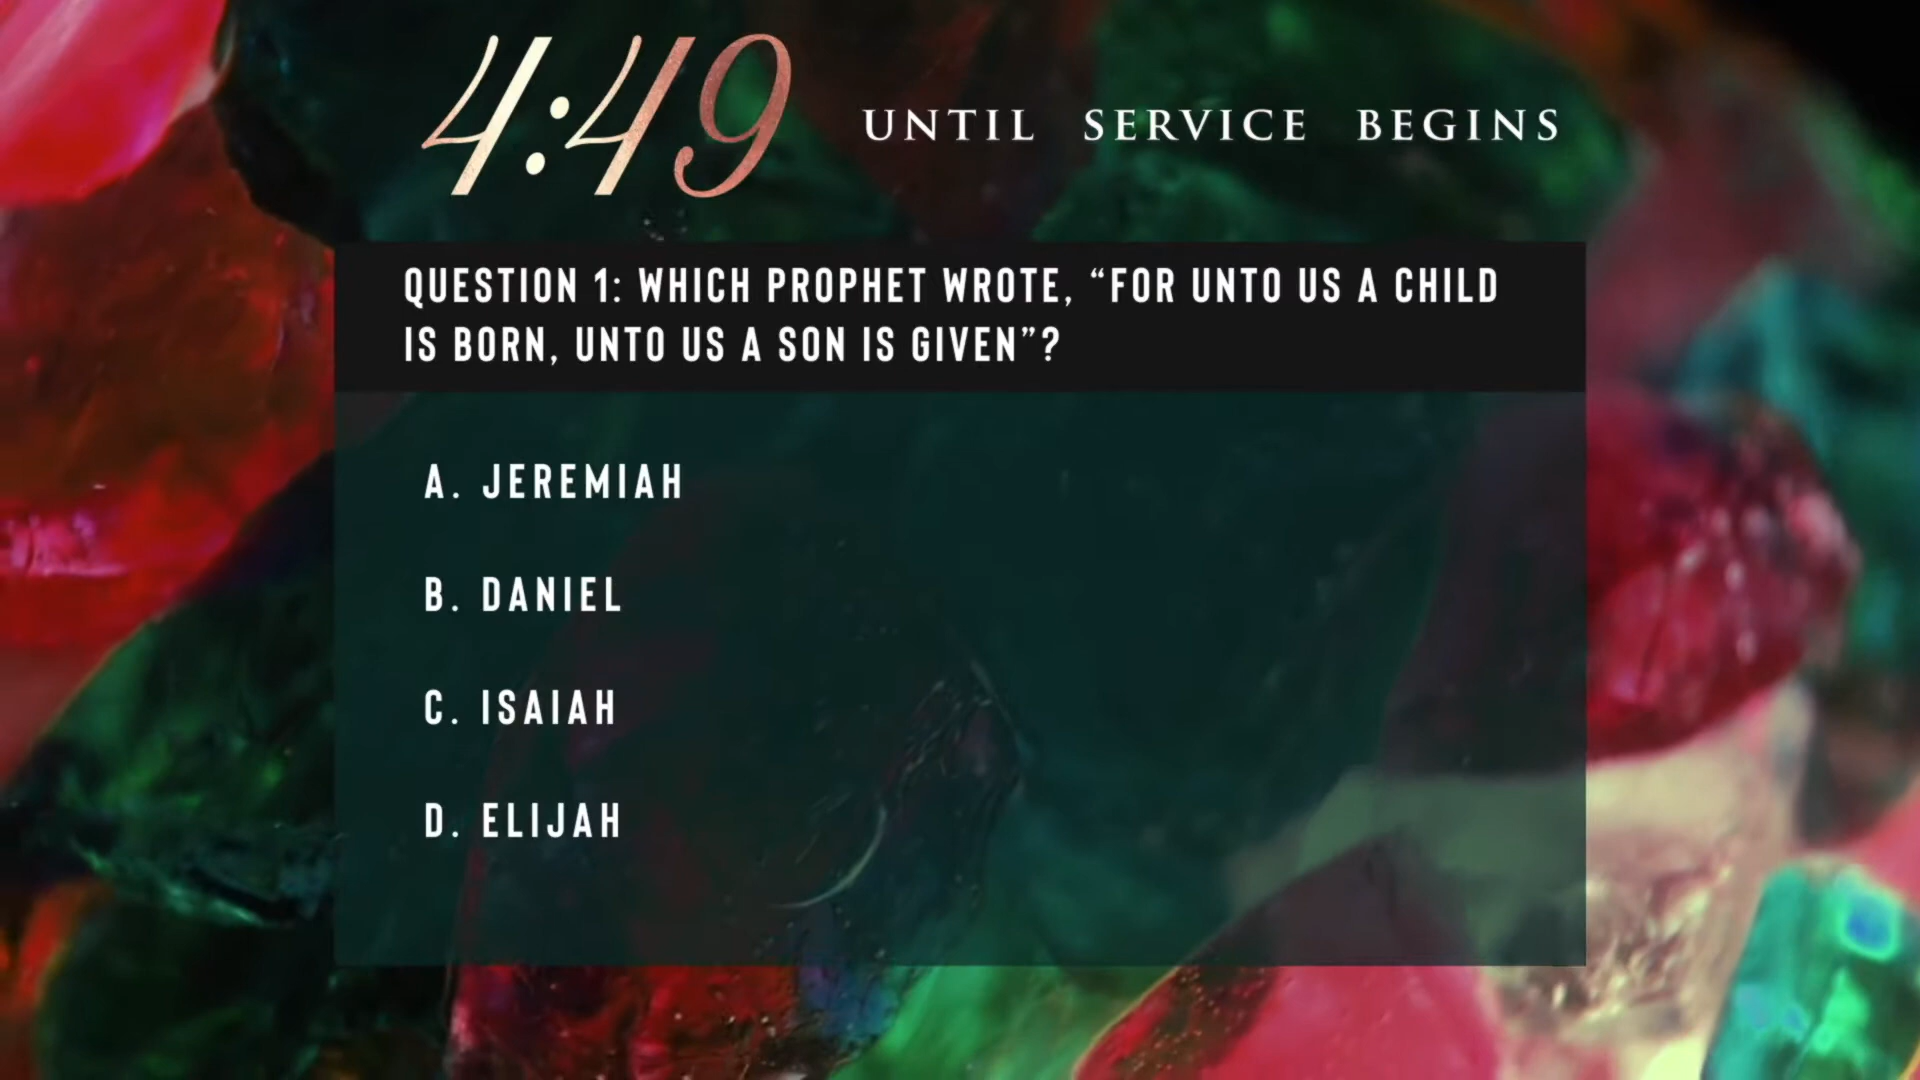 4:49 UNTIL SERVICE BEGINS
QUESTION 1: WHICH PROPHET WROTE, “FOR UNTO US A CHILD
IS BORN, UNTO US A SON IS GIVEN”?
A. JEREMIAH
B. DANIEL
C. ISAIAH
D. ELIJAH